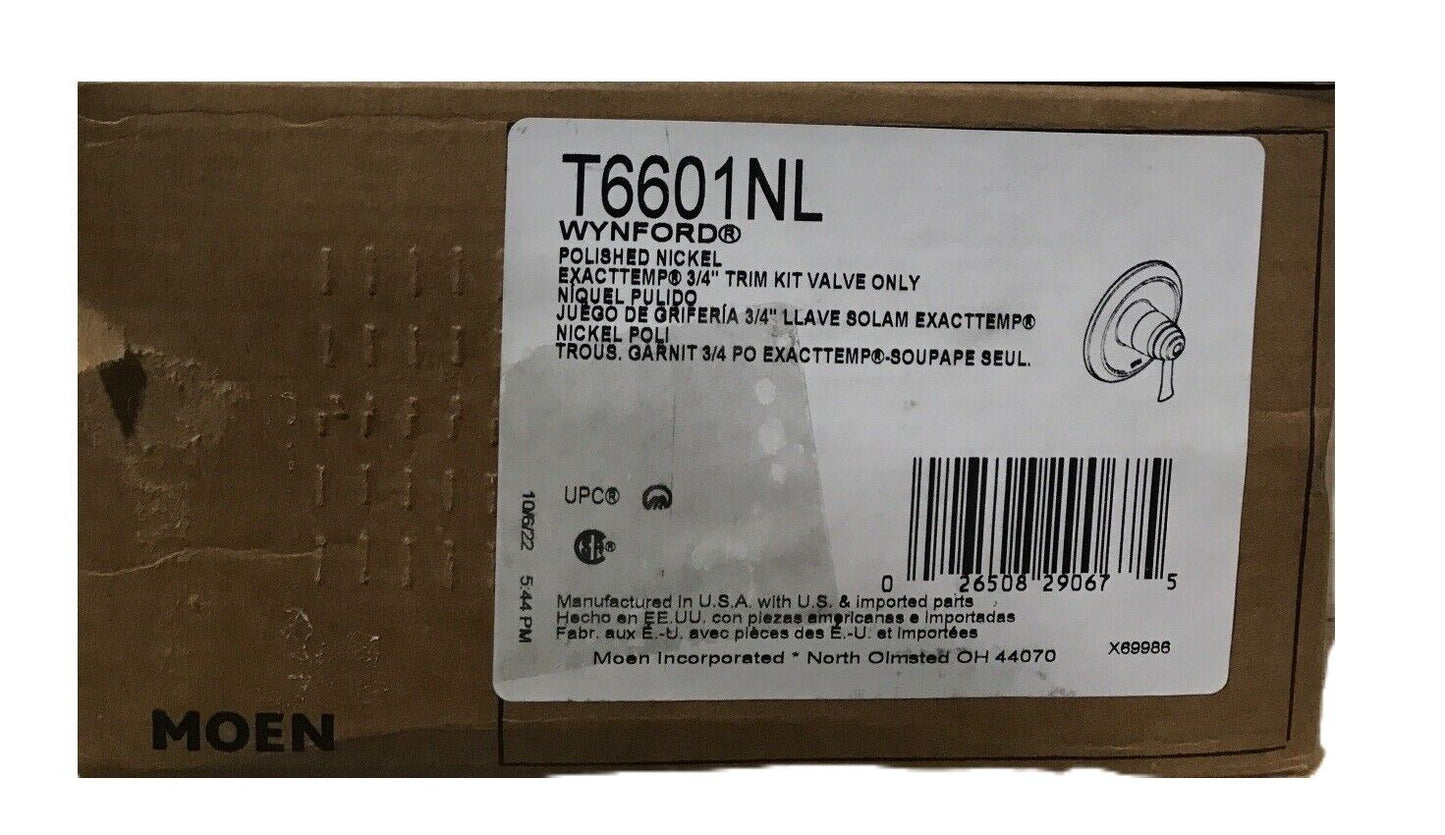 T6601NL
WYNFORD®
POLISHED NICKEL
EXACTTEMP® 3/4" TRIM KIT VALVE ONLY
NÍQUEL PULIDO
JUEGO DE GRIFERÍA 3/4" LLAVE SOLAM EXACTTEMP®
NICKEL POLI
TROUS. GARNIT 3/4 PO EXACTTEMP®-SOUPAPE SEUL.
UPC®
10/6/22 5:44 PM
0 26508 29067 5
Manufactured in U.S.A. with U.S. & imported parts
Hecho en EE.UU. con piezas americanas e importadas
Fabr. aux É.-U. avec pièces des É.-U. et importées
Moen Incorporated * North Olmsted OH 44070
X69986
MOEN